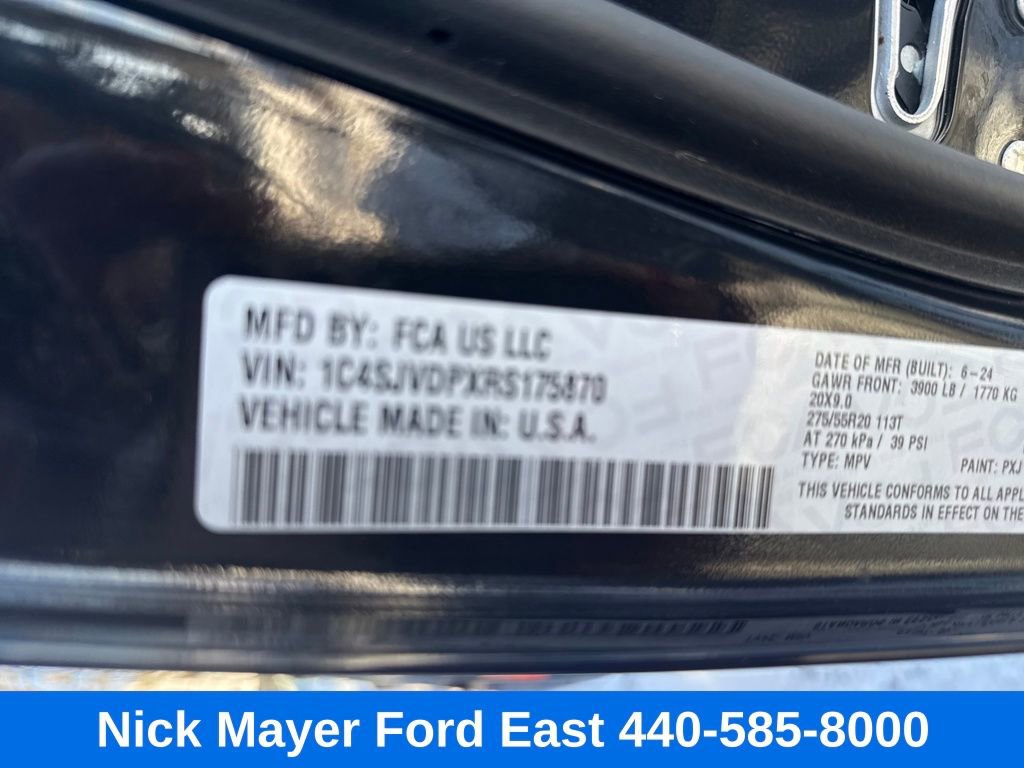 MFD BY: FCA US LLC
VIN: 1C4SJVDPXRS175870
VEHICLE MADE IN: U.S.A.
DATE OF MFR (BUILT): 6-24
GAWR FRONT: 3900 LB / 1770 KG
20X9.0
275/55R20 113T
AT 270 kPa / 39 PSI
TYPE: MPV PAINT: PXJ
THIS VEHICLE CONFORMS TO ALL APPL
STANDARDS IN EFFECT ON THE
Nick Mayer Ford East 440-585-8000